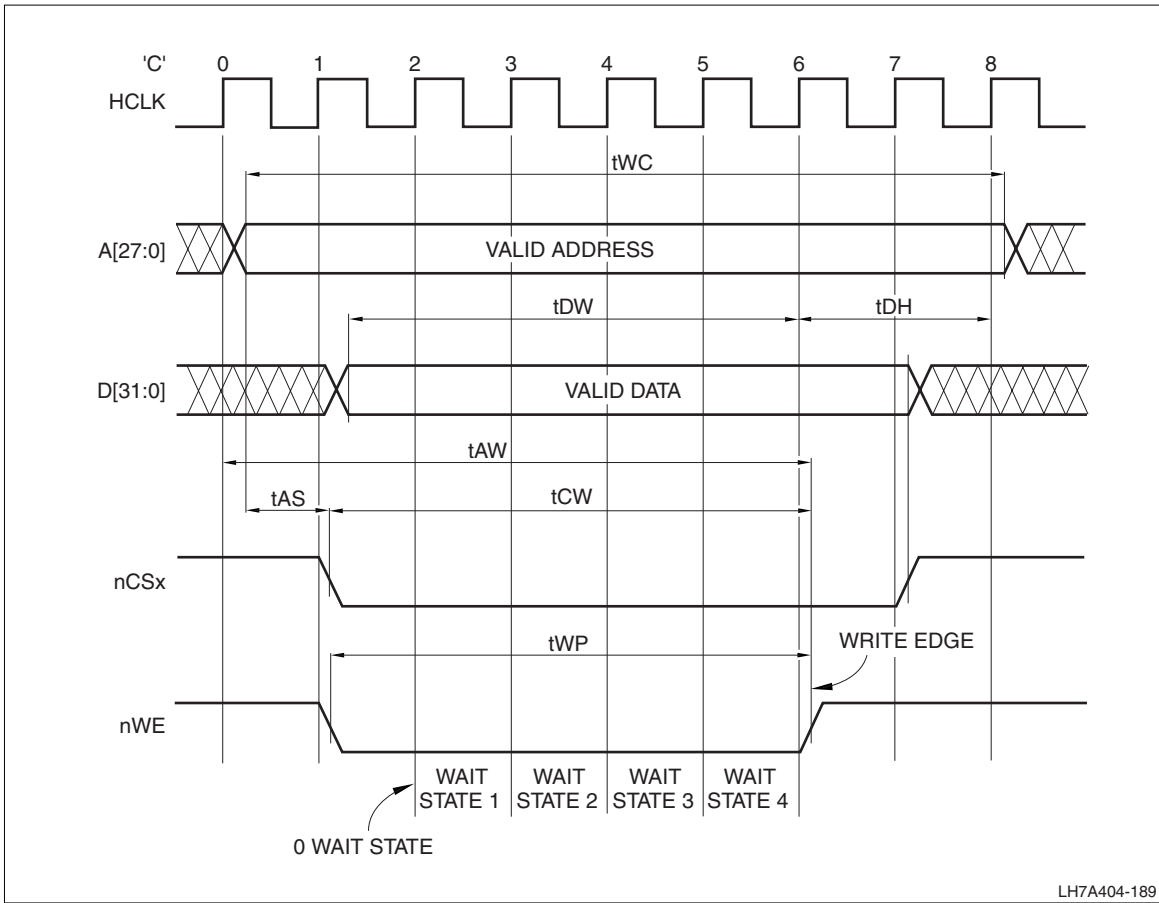 'C' 0 1 2 3 4 5 6 7 8
HCLK
tWC
A[27:0] VALID ADDRESS
tDW tDH
D[31:0] VALID DATA
tAW
tAS tCW
nCSx
tWP WRITE EDGE
nWE
WAIT STATE 1
WAIT STATE 2
WAIT STATE 3
WAIT STATE 4
0 WAIT STATE
LH7A404-189